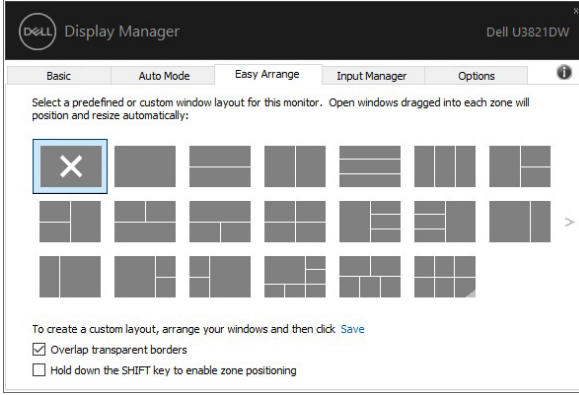 DELL Display Manager Dell U3821DW
Basic Auto Mode Easy Arrange Input Manager Options
Select a predefined or custom window layout for this monitor. Open windows dragged into each zone will
position and resize automatically:
To create a custom layout, arrange your windows and then click Save
Overlap transparent borders
Hold down the SHIFT key to enable zone positioning